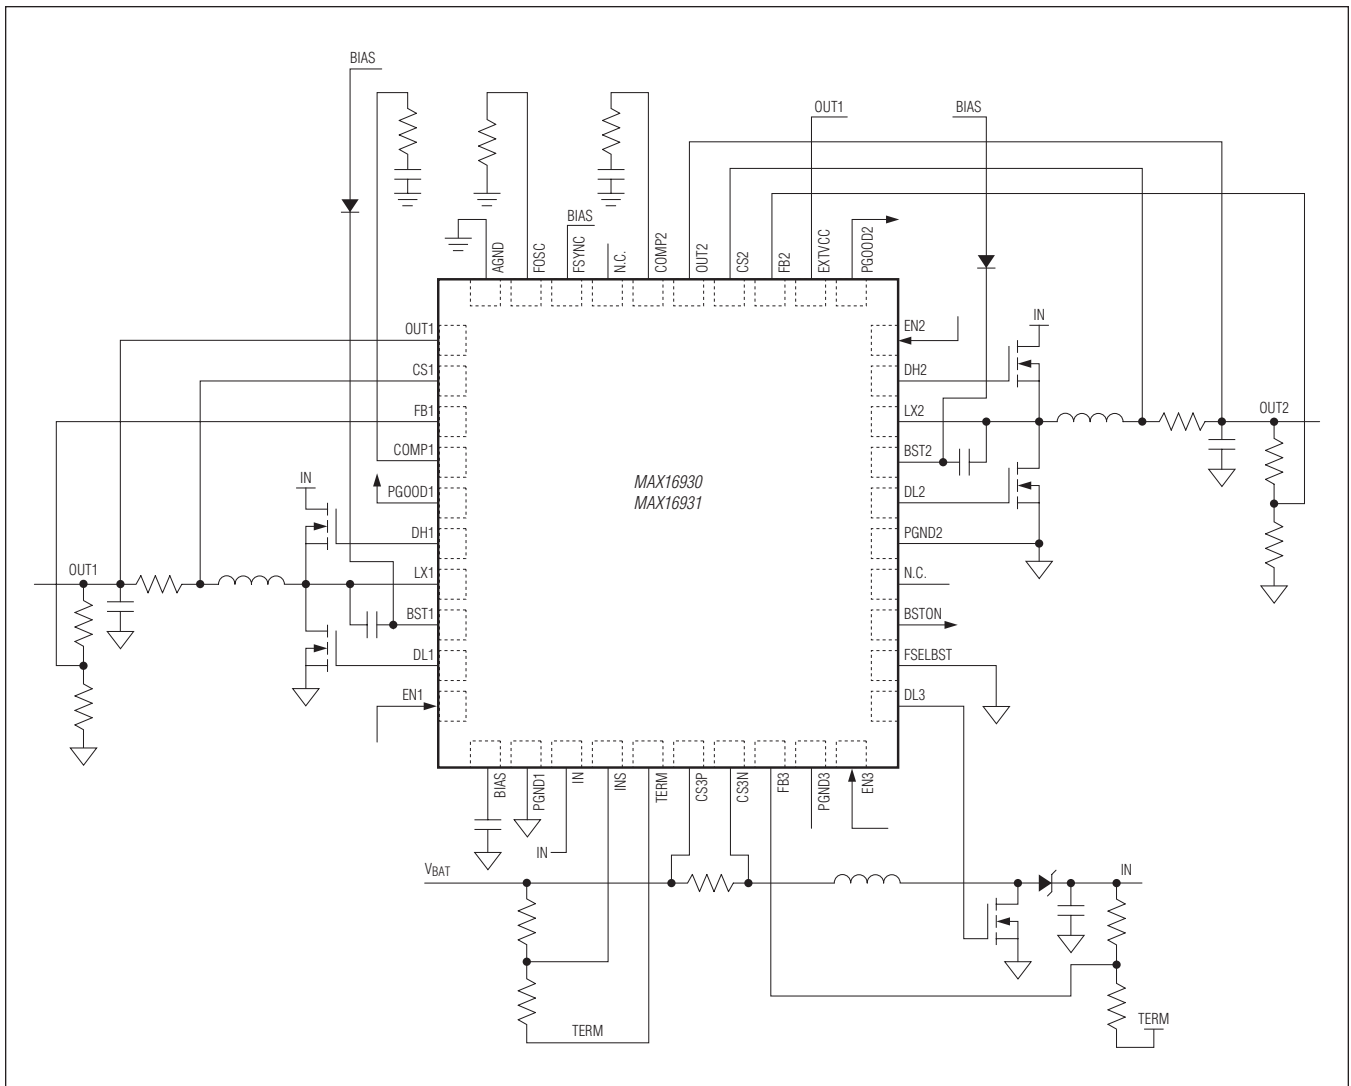 BIAS
OUT1
BIAS
BIAS
AGND
FOSC
FSYNC
N.C.
COMP2
OUT2
CS2
FB2
EXTVCC
PGOOD2
OUT1
CS1
FB1
COMP1
PGOOD1
DH1
LX1
BST1
DL1
EN1
IN
OUT1
MAX16930
MAX16931
EN2
DH2
LX2
BST2
DL2
PGND2
N.C.
BSTON
FSELBST
DL3
IN
OUT2
BIAS
PGND1
IN
INS
TERM
CS3P
CS3N
FB3
PGND3
EN3
IN
VBAT
IN
TERM
TERM